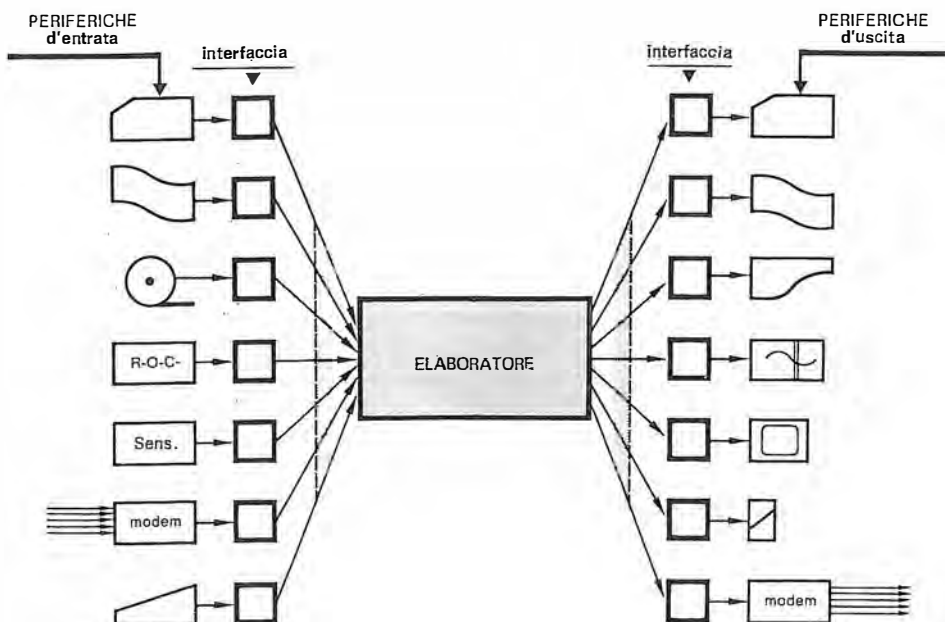 PERIFERICHE
d'entrata
interfaccia
interfaccia
PERIFERICHE
d'uscita
R-O-C-
ELABORATORE
Sens.
modem
modem